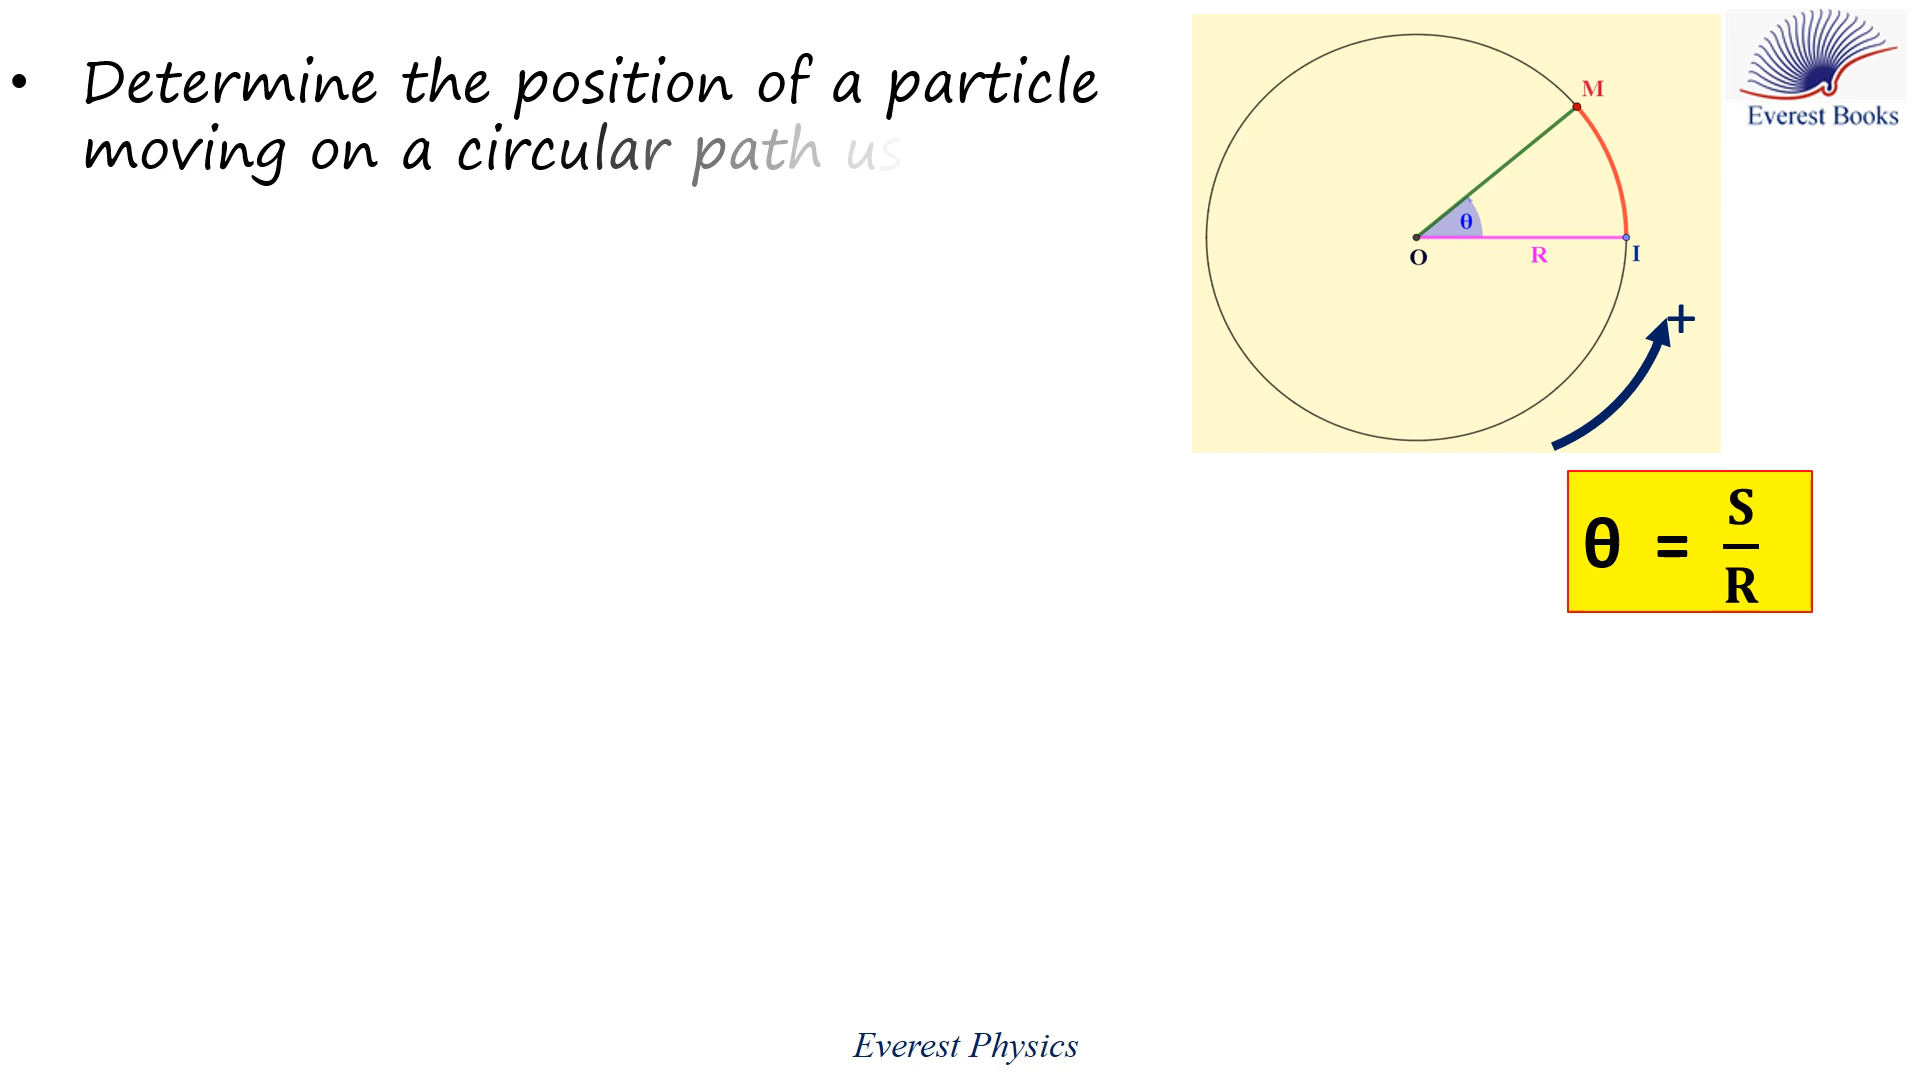 • Determine the position of a particle
moving on a circular path us
M
θ
O
R
I
+
Everest Books
θ = S/R
Everest Physics